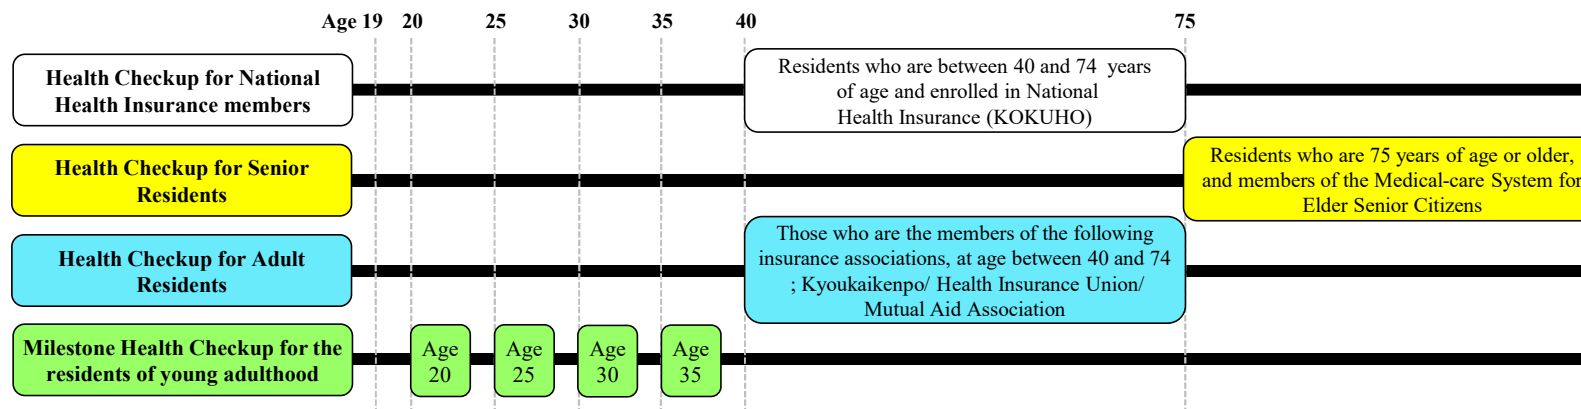 Age 19 20 25 30 35 40 75
Health Checkup for National
Health Insurance members
Residents who are between 40 and 74 years
of age and enrolled in National
Health Insurance (KOKUHO)
Health Checkup for Senior
Residents
Residents who are 75 years of age or older,
and members of the Medical-care System for
Elder Senior Citizens
Health Checkup for Adult
Residents
Those who are the members of the following
insurance associations, at age between 40 and 74
; Kyoukaikenpo/ Health Insurance Union/
Mutual Aid Association
Milestone Health Checkup for the
residents of young adulthood
Age
20
Age
25
Age
30
Age
35